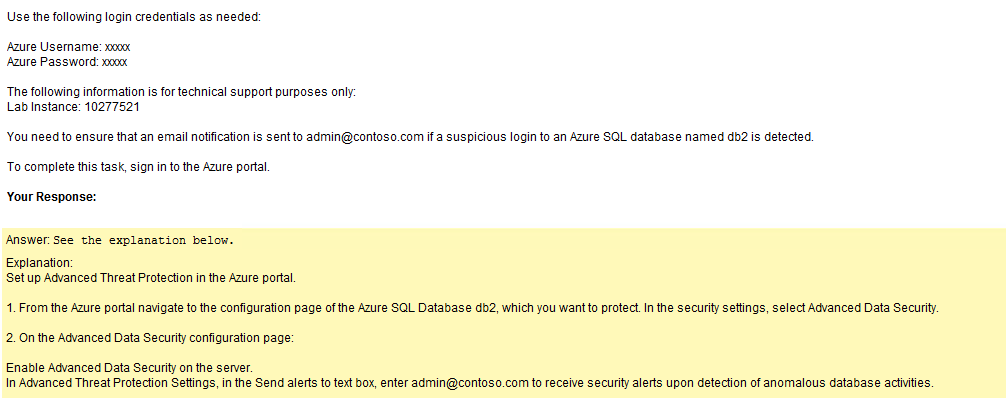 Use the following login credentials as needed:
Azure Username: xxxxx
Azure Password: xxxxx
The following information is for technical support purposes only:
Lab Instance: 10277521
You need to ensure that an email notification is sent to admin@contoso.com if a suspicious login to an Azure SQL database named db2 is detected.
To complete this task, sign in to the Azure portal.
Your Response:
Answer: See the explanation below.
Explanation:
Set up Advanced Threat Protection in the Azure portal.
1. From the Azure portal navigate to the configuration page of the Azure SQL Database db2, which you want to protect. In the security settings, select Advanced Data Security.
2. On the Advanced Data Security configuration page:
Enable Advanced Data Security on the server.
In Advanced Threat Protection Settings, in the Send alerts to text box, enter admin@contoso.com to receive security alerts upon detection of anomalous database activities.